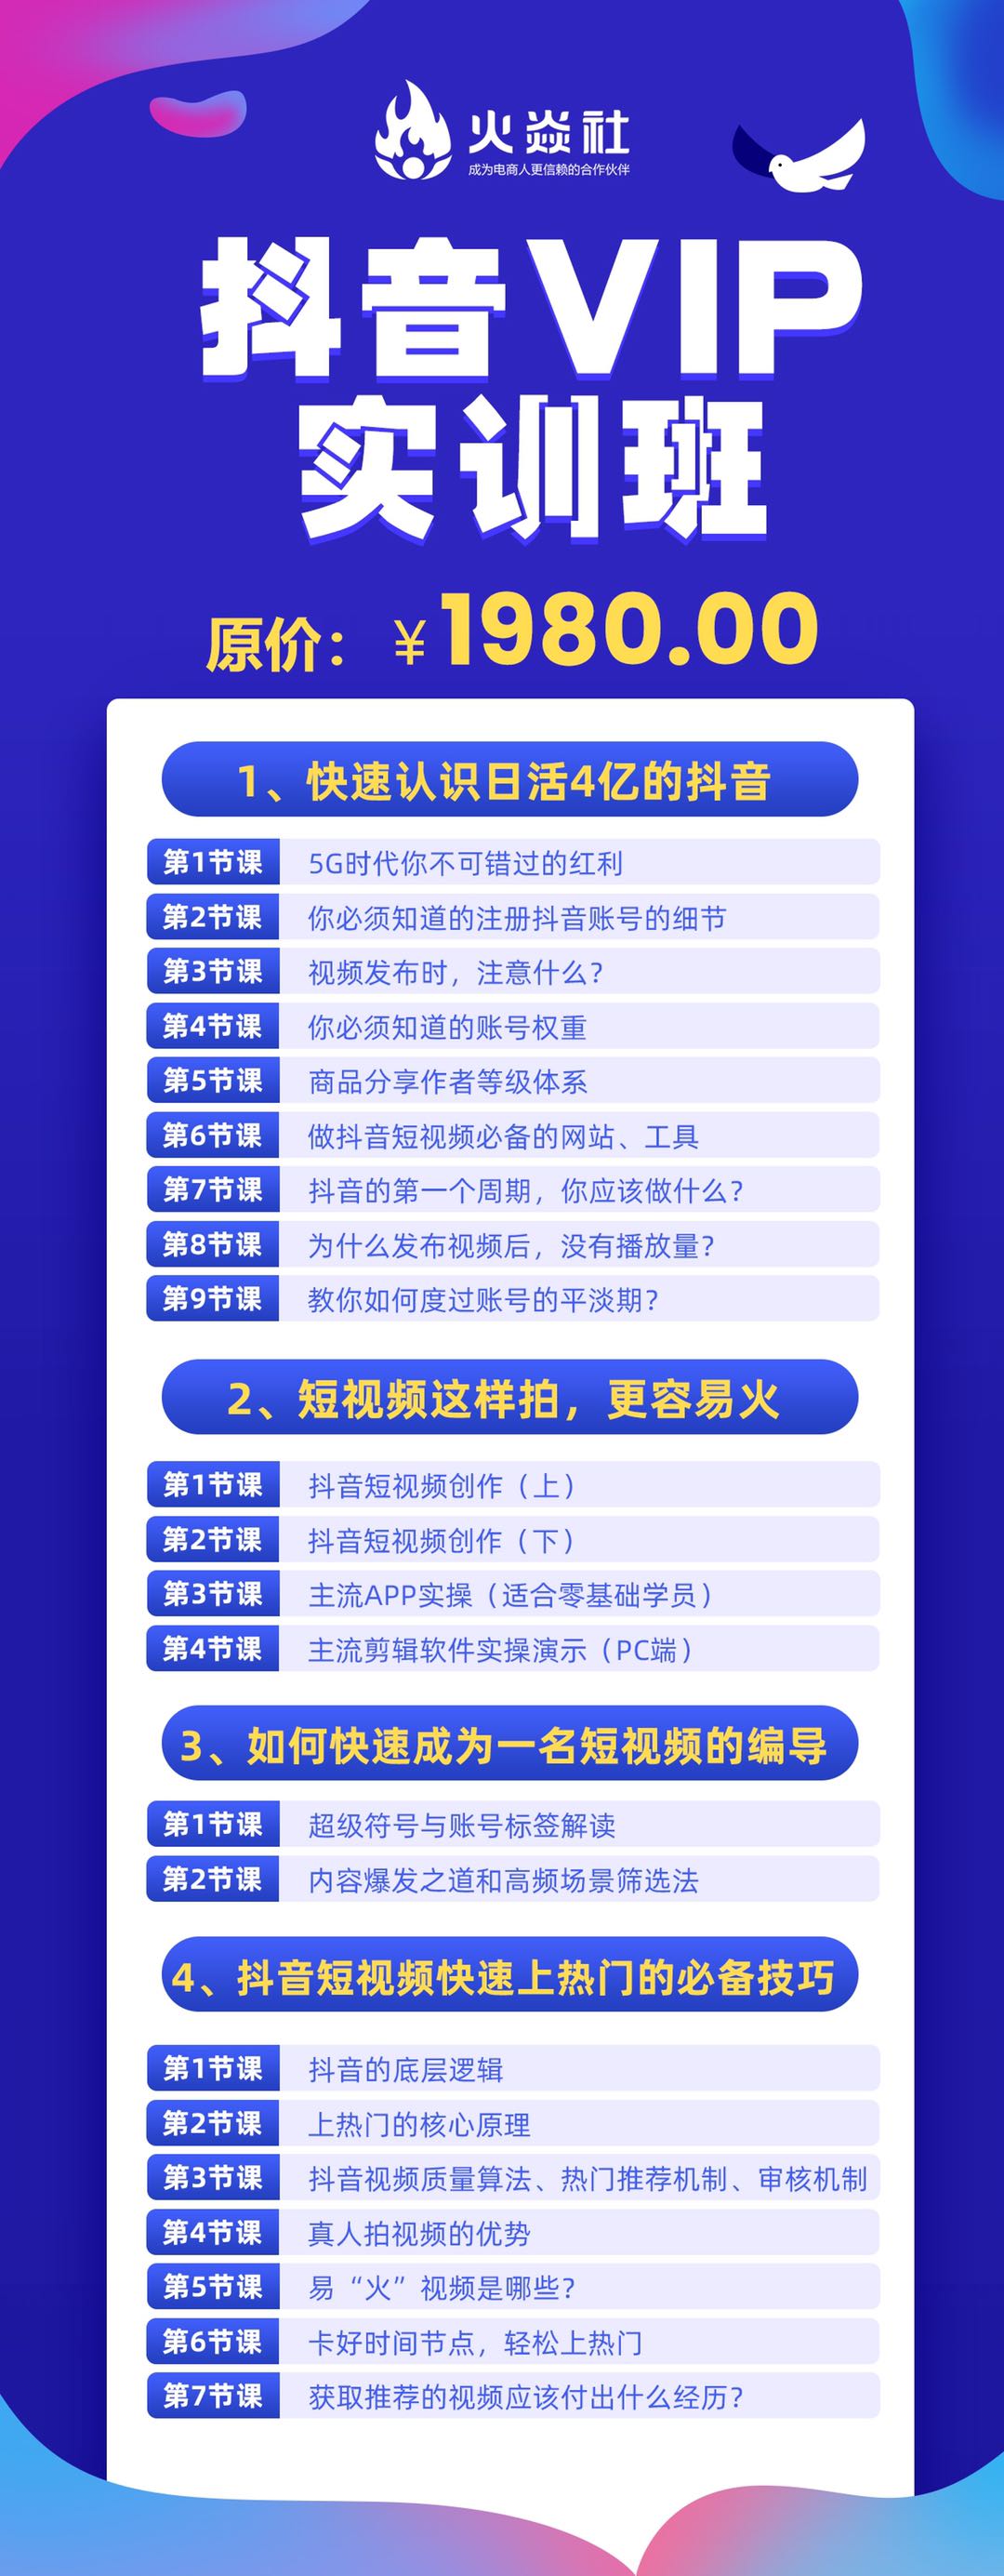 火焱社
成为电商人更信赖的合作伙伴
抖音VIP
实训班
原价：￥1980.00
1、快速认识日活4亿的抖音
第1节课 5G时代你不可错过的红利
第2节课 你必须知道的注册抖音账号的细节
第3节课 视频发布时，注意什么？
第4节课 你必须知道的账号权重
第5节课 商品分享作者等级体系
第6节课 做抖音短视频必备的网站、工具
第7节课 抖音的第一个周期，你应该做什么？
第8节课 为什么发布视频后，没有播放量？
第9节课 教你如何度过账号的平淡期？
2、短视频这样拍，更容易火
第1节课 抖音短视频创作（上）
第2节课 抖音短视频创作（下）
第3节课 主流APP实操（适合零基础学员）
第4节课 主流剪辑软件实操演示（PC端）
3、如何快速成为一名短视频的编导
第1节课 超级符号与账号标签解读
第2节课 内容爆发之道和高频场景筛选法
4、抖音短视频快速上热门的必备技巧
第1节课 抖音的底层逻辑
第2节课 上热门的核心原理
第3节课 抖音视频质量算法、热门推荐机制、审核机制
第4节课 真人拍视频的优势
第5节课 易“火”视频是哪些？
第6节课 卡好时间节点，轻松上热门
第7节课 获取推荐的视频应该付出什么经历？